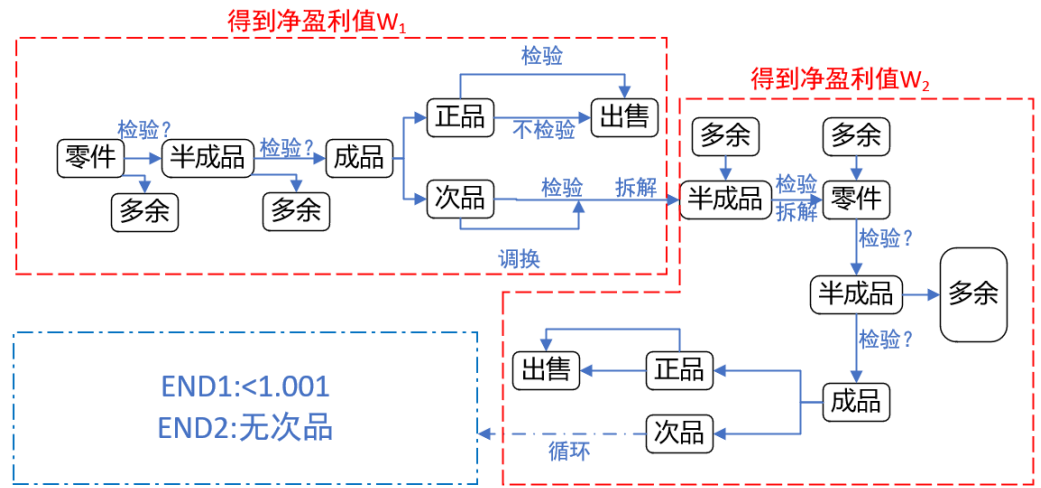 得到净盈利值W₁
检验
正品
不检验
出售
检验?
零件
半成品
检验?
成品
多余
多余
次品
检验
拆解
调换
得到净盈利值W₂
多余
多余
半成品
检验
拆解
零件
检验?
半成品
多余
检验?
成品
出售
正品
次品
循环
END1:<1.001
END2:无次品